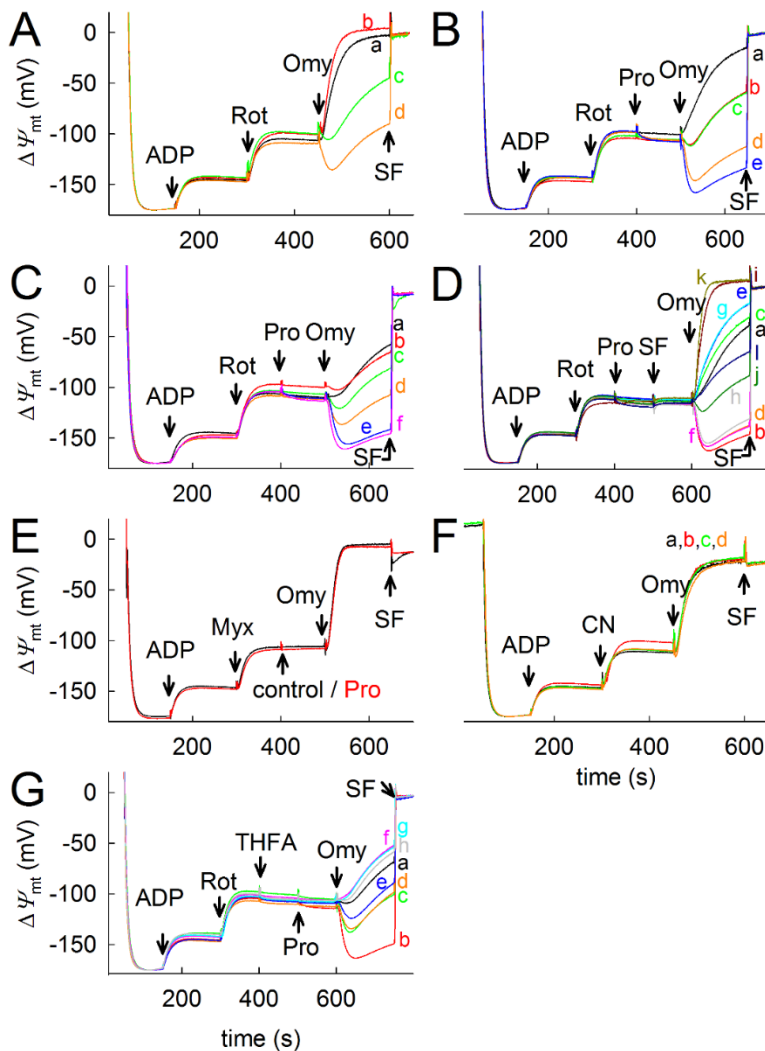 A
B
ΔΨmt (mV)
0
-50
-100
-150
ADP
Rot
Omy
b
a
c
d
SF
200
400
600
ADP
Rot
Pro
Omy
a
b
c
d
e
SF
200
400
600
C
D
ΔΨmt (mV)
0
-50
-100
-150
ADP
Rot
Pro
Omy
a
b
c
d
e
f
SF
200
400
600
ADP
Rot
Pro
SF
Omy
k
i
e
g
c
a
l
j
h
d
f
b
SF
200
400
600
E
F
ΔΨmt (mV)
0
-50
-100
-150
ADP
Myx
Omy
control / Pro
SF
200
400
600
a,b,c,d
ADP
CN
Omy
SF
200
400
600
time (s)
G
ΔΨmt (mV)
0
-50
-100
-150
ADP
Rot
THFA
Pro
Omy
SF
g
f
h
a
d
e
c
b
200
400
600
time (s)